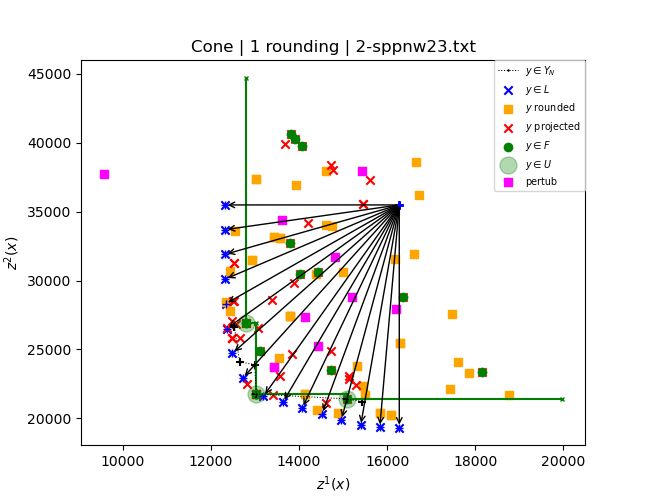 Cone | 1 rounding | 2-sppnw23.txt
z²(x)
45000
40000
35000
30000
25000
20000
10000 12000 14000 16000 18000 20000
z¹(x)
y ∈ Y_N
y ∈ L
y rounded
y projected
y ∈ F
y ∈ U
pertub